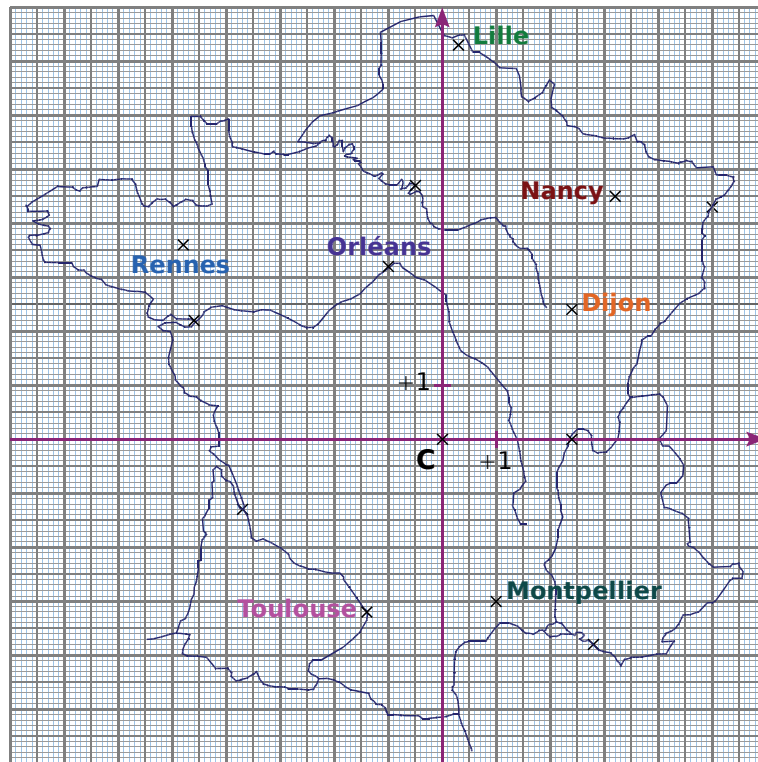 Lille
Nancy
Orléans
Rennes
Dijon
+1
C
+1
Montpellier
Toulouse